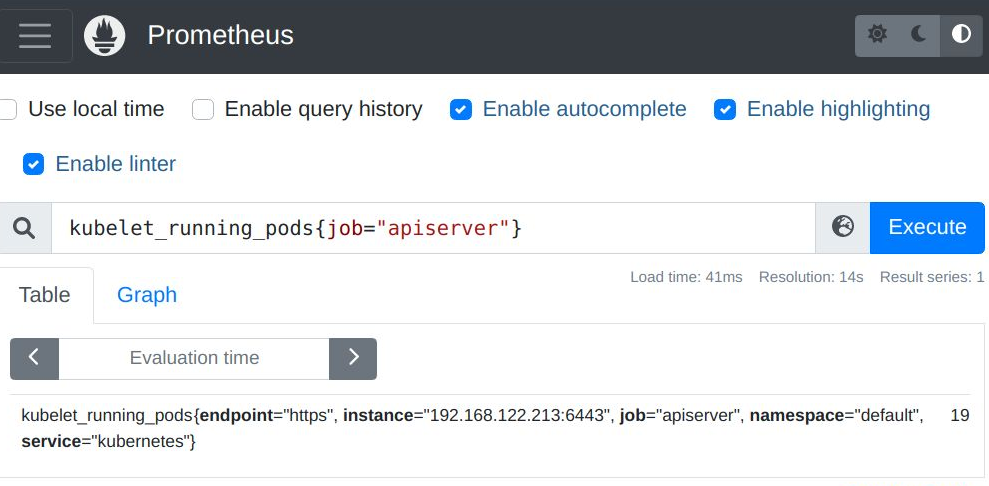 Prometheus
Use local time Enable query history Enable autocomplete Enable highlighting
Enable linter
kubelet_running_pods{job="apiserver"} Execute
Load time: 41ms Resolution: 14s Result series: 1
Table Graph
Evaluation time
kubelet_running_pods{endpoint="https", instance="192.168.122.213:6443", job="apiserver", namespace="default", 19
service="kubernetes"}